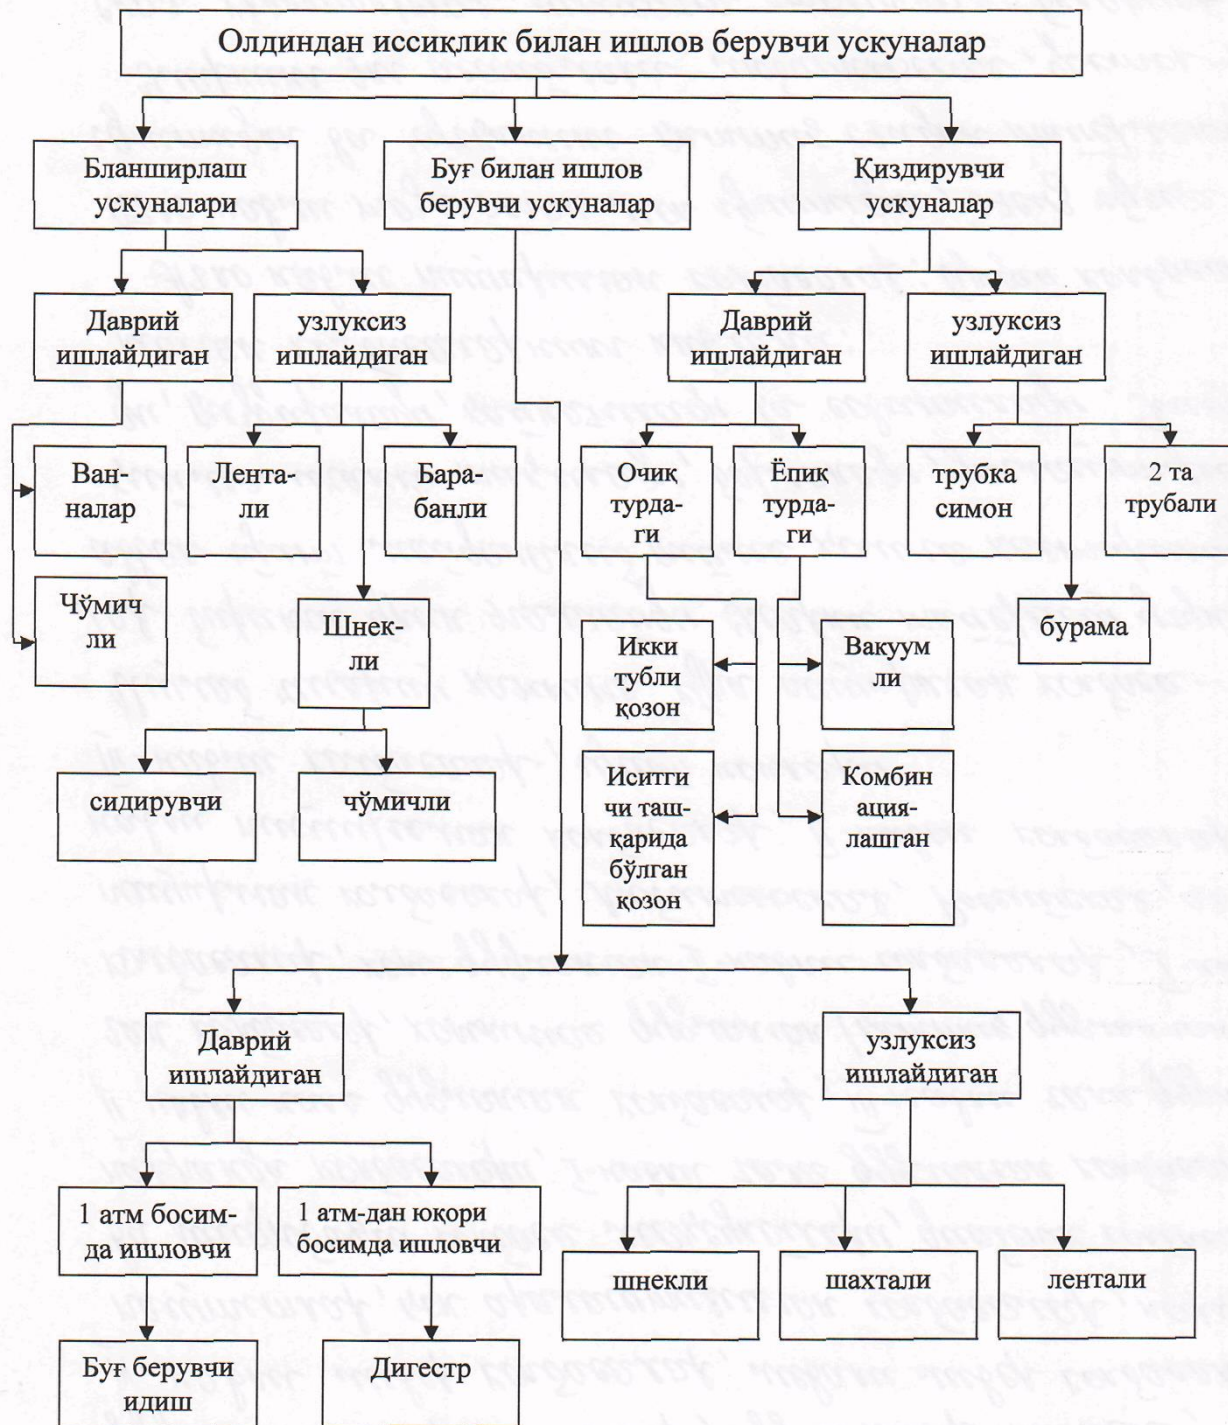 Олдиндан иссиқлик билан ишлов берувчи ускуналар
Бланширлаш
ускуналари
Буғ билан ишлов
берувчи ускуналар
Қиздирувчи
ускуналар
Даврий
ишлайдиган
узлуксиз
ишлайдиган
Даврий
ишлайдиган
узлуксиз
ишлайдиган
Ван-
налар
Лента-
ли
Бара-
банли
Очик
турда-
ги
Ёпик
турда-
ги
трубка
симон
2 та
трубали
Чўмич
ли
Шнек-
ли
бурама
Икки
тубли
қозон
Вакуум
ли
сидирувчи
чўмичли
Иситги
чи таш-
қарида
бўлган
қозон
Комбин
ация-
лашган
Даврий
ишлайдиган
узлуксиз
ишлайдиган
1 атм босим-
да ишловчи
1 атм-дан юқори
босимда ишловчи
шнекли
шахтали
лентали
Буғ берувчи
идиш
Дигестр